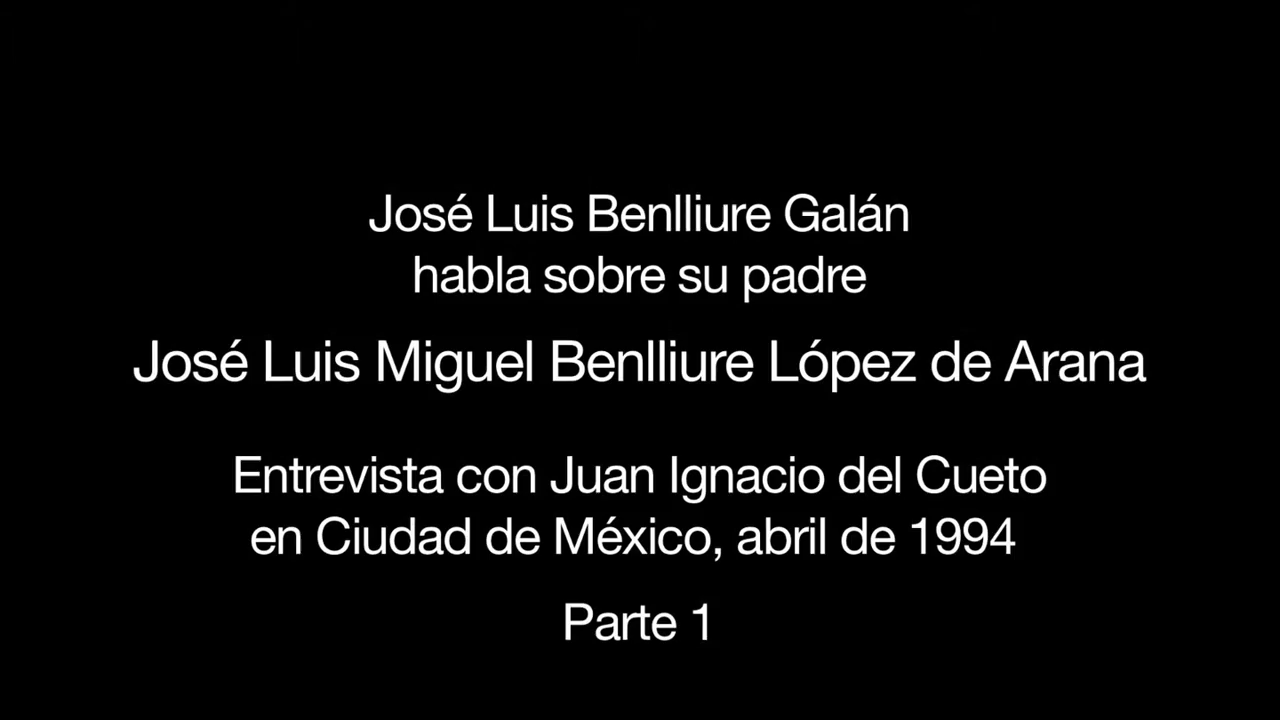 José Luis Benlliure Galán
habla sobre su padre
José Luis Miguel Benlliure López de Arana
Entrevista con Juan Ignacio del Cueto
en Ciudad de México, abril de 1994
Parte 1